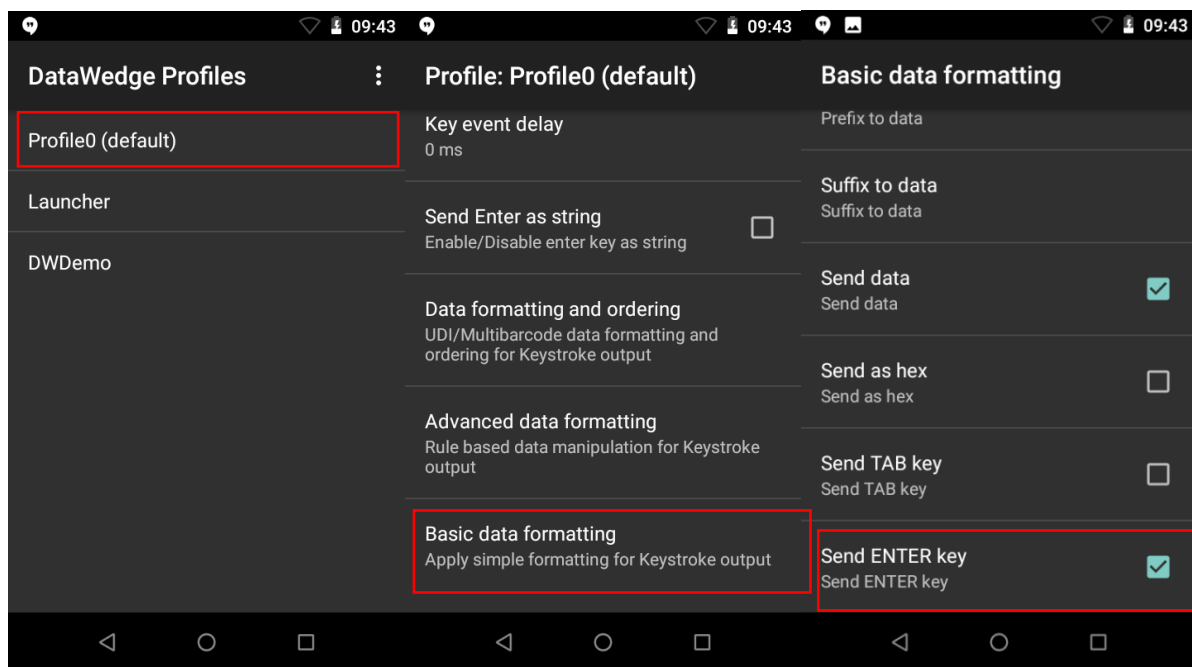 09:43
DataWedge Profiles
Profile0 (default)
Launcher
DWDemo
09:43
Profile: Profile0 (default)
Key event delay
0 ms
Send Enter as string
Enable/Disable enter key as string
Data formatting and ordering
UDI/Multibarcode data formatting and
ordering for Keystroke output
Advanced data formatting
Rule based data manipulation for Keystroke
output
Basic data formatting
Apply simple formatting for Keystroke output
09:43
Basic data formatting
Prefix to data
Suffix to data
Suffix to data
Send data
Send data
Send as hex
Send as hex
Send TAB key
Send TAB key
Send ENTER key
Send ENTER key